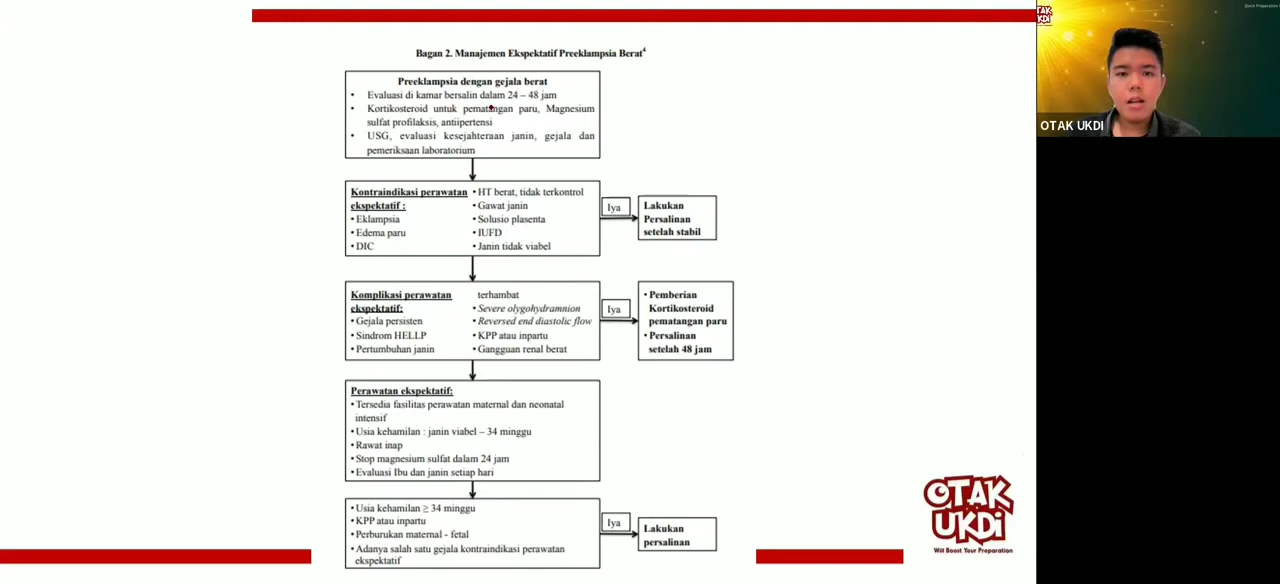 Bagan 2. Manajemen Ekspektatif Preeklampsia Berat⁴
Preeklampsia dengan gejala berat
• Evaluasi di kamar bersalin dalam 24 – 48 jam
• Kortikosteroid untuk pematangan paru, Magnesium
sulfat profilaksis, antiipertensi
• USG, evaluasi kesejahteraan janin, gejala dan
pemeriksaan laboratorium
Kontraindikasi perawatan
ekspektatif :
• Eklampsia
• Edema paru
• DIC
• HT berat, tidak terkontrol
• Gawat janin
• Solusio plasenta
• IUFD
• Janin tidak viabel
Iya
Lakukan
Persalinan
setelah stabil
Komplikasi perawatan
ekspektatif:
• Gejala persisten
• Sindrom HELLP
• Pertumbuhan janin
terhambat
• Severe olygohydramnion
• Reversed end diastolic flow
• KPP atau inpartu
• Gangguan renal berat
Iya
• Pemberian
Kortikosteroid
pematangan paru
• Persalinan
setelah 48 jam
Perawatan ekspektatif:
• Tersedia fasilitas perawatan maternal dan neonatal
intensif
• Usia kehamilan : janin viabel – 34 minggu
• Rawat inap
• Stop magnesium sulfat dalam 24 jam
• Evaluasi Ibu dan janin setiap hari
• Usia kehamilan ≥ 34 minggu
• KPP atau inpartu
• Perburukan maternal - fetal
• Adanya salah satu gejala kontraindikasi perawatan
ekspektatif
Iya
Lakukan
persalinan
OTAK
UKDI
Will Boost Your Preparation
OTAK
UKDI
OTAK UKDI